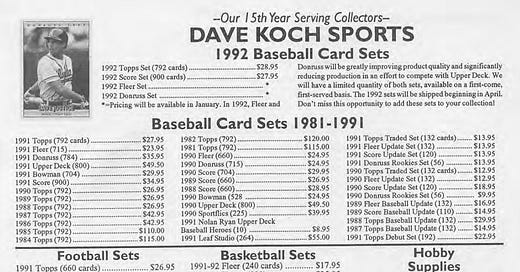 –Our 15th Year Serving Collectors–
DAVE KOCH SPORTS
1992 Baseball Card Sets
1992 Topps Set (792 cards) $28.95
1992 Score Set (900 cards) $27.95
1992 Fleer Set *
1992 Donruss Set *
*=Pricing will be available in January. In 1992, Fleer and
Donruss will be greatly improving product quality and significantly
reducing production in an effort to compete with Upper Deck. We
will have a limited quantity of both sets, available on a first-come,
first-served basis. The 1992 sets will be shipped beginning in April.
Don't miss this opportunity to add these sets to your collection!
Baseball Card Sets 1981-1991
1991 Topps (792 cards) $27.95
1991 Fleer (715) $23.95
1991 Donruss (784) $35.95
1991 Upper Deck (800) $49.50
1991 Bowman (704) $29.95
1991 Score (900) $34.95
1990 Topps (792) $26.95
1989 Topps (792) $26.95
1988 Topps (792) $26.95
1987 Topps (792) $42.95
1986 Topps (792) $42.95
1985 Topps (792) $110.00
1984 Topps (792) $115.00
1982 Topps (792) $120.00
1981 Topps (792) $115.00
1990 Fleer (660) $24.95
1990 Donruss (715) $24.95
1990 Score (704) $29.95
1989 Score (660) $26.95
1988 Score (660) $28.95
1990 Bowman (528 $24.95
1990 Upper Deck (800) $49.50
1990 Sportflics (225) $39.95
1991 Nolan Ryan Upper Deck
Baseball Heroes (10) $8.95
1991 Leaf Studio (264) $55.00
1991 Topps Traded Set (132 cards) $13.95
1991 Fleer Update Set (132) $13.95
1991 Score Update Set (120) $13.95
1991 Donruss Rookies Set (56) $13.95
1990 Topps Traded Set (132 cards) $12.95
1990 Fleer Update Set (132) $12.95
1990 Score Update Set (120) $18.95
1990 Donruss Rookies Set (56) $9.95
1989 Fleer Baseball Update (132) $16.95
1989 Score Baseball Update (110) $14.95
1988 Topps Baseball Update (132) $29.95
1987 Topps Baseball Update (132) $14.95
1991 Topps Debut Set (192) $22.95
Football Sets
1991 Topps (660 cards) $26.95
Basketball Sets
1991-92 Fleer (240 cards) $17.95
Hobby
Supplies